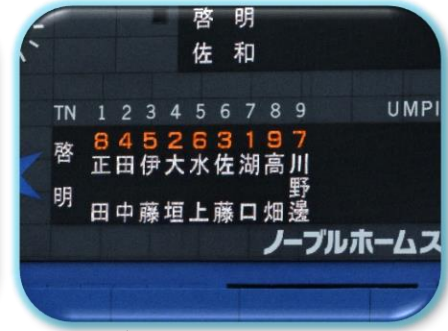 啓明
佐和
TN 1 2 3 4 5 6 7 8 9 UMPI
啓明
8 4 5 2 6 3 1 9 7
正田 田中 伊藤 大垣 水上 佐藤 湖口 高畑 川野邊
ノーブルホームス